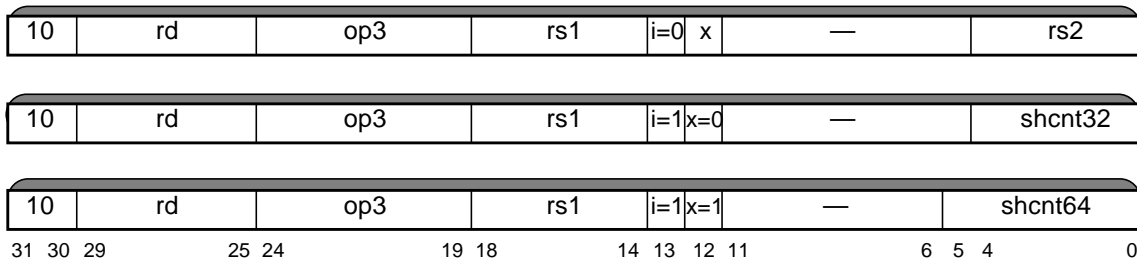 10 rd op3 rs1 i=0 x — rs2
10 rd op3 rs1 i=1 x=0 — shcnt32
10 rd op3 rs1 i=1 x=1 — shcnt64
31 30 29 25 24 19 18 14 13 12 11 6 5 4 0